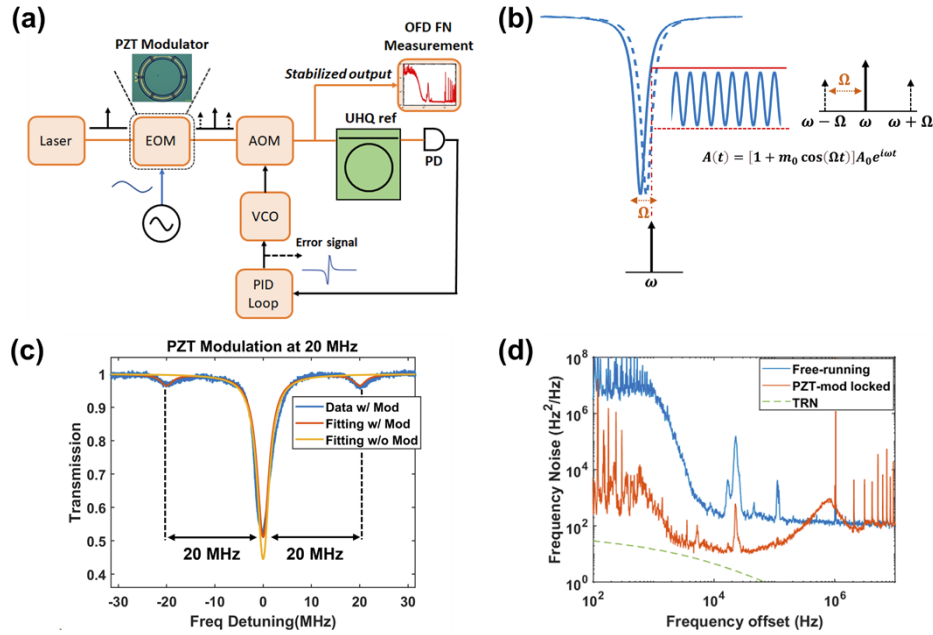 (a)
PZT Modulator
OFD FN
Measurement
Stabilized output
UHQ ref
Laser
EOM
AOM
PD
VCO
Error signal
PID
Loop
(b)
Ω
ω − Ω
ω
ω + Ω
A(t) = [1 + m₀ cos(Ωt)]A₀e^{iωt}
Ω
ω
(c)
PZT Modulation at 20 MHz
Transmission
1
0.9
0.8
0.7
0.6
0.5
0.4
Data w/ Mod
Fitting w/ Mod
Fitting w/o Mod
20 MHz
20 MHz
-30
-20
-10
0
10
20
30
Freq Detuning(MHz)
(d)
Frequency Noise (Hz²/Hz)
10⁸
10⁶
10⁴
10²
10⁰
Free-running
PZT-mod locked
TRN
10²
10⁴
10⁶
Frequency offset (Hz)